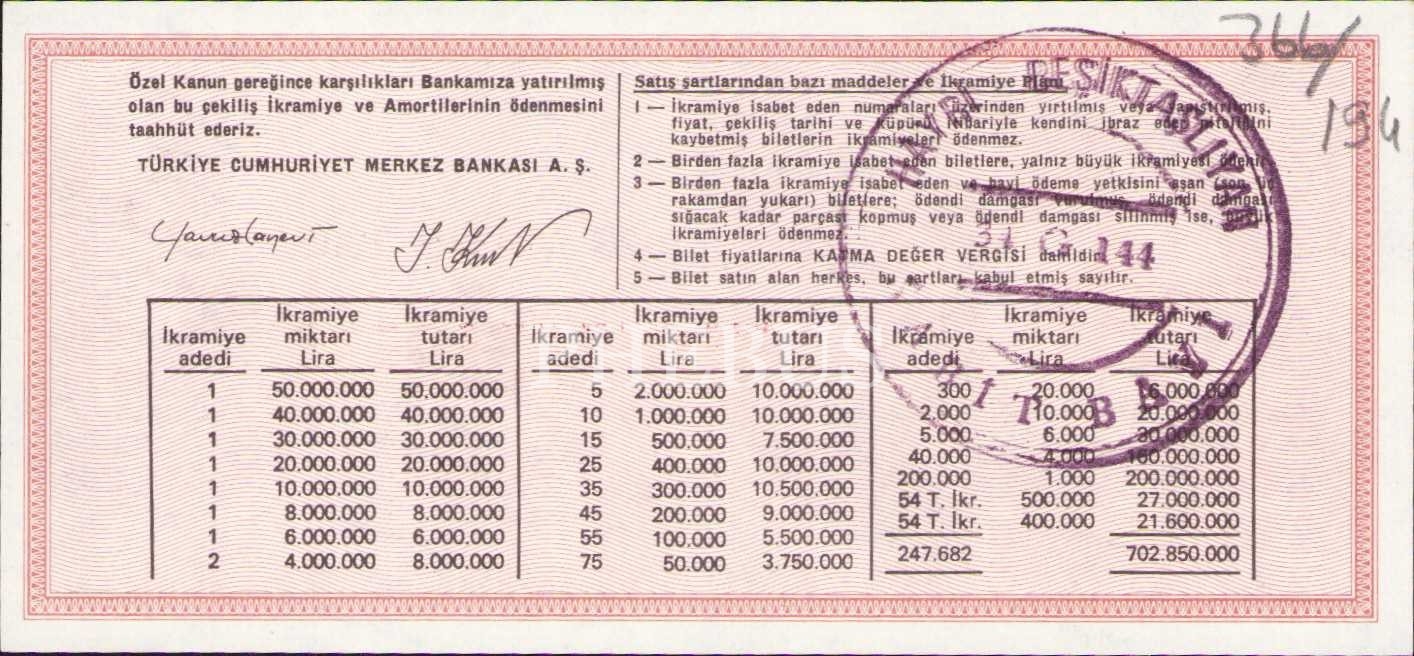 Özel Kanun gereğince karşılıkları Bankamıza yatırılmış
olan bu çekiliş İkramiye ve Amortilerinin ödenmesini
taahhüt ederiz.
TÜRKİYE CUMHURİYET MERKEZ BANKASI A. Ş.
Satış şartlarından bazı maddeler ve İkramiye Planı
1 — İkramiye isabet eden numaraları üzerinden yırtılmış veya yapıştırılmış,
fiyat, çekiliş tarihi ve küpürü itibariyle kendini ibraz eden niteliğini
kaybetmiş biletlerin ikramiyeleri ödenmez.
2 — Birden fazla ikramiye isabet eden biletlere, yalnız büyük ikramiyesi ödenir.
3 — Birden fazla ikramiye isabet eden ve bayi ödeme yetkisini aşan (son üç
rakamdan yukarı) biletlere; ödendi damgası vurulmuş, ödendi damgası
sığacak kadar parçası kopmuş veya ödendi damgası silinmiş ise, büyük
ikramiyeleri ödenmez.
4 — Bilet fiyatlarına KATMA DEĞER VERGİSİ dahildir.
5 — Bilet satın alan herkes, bu şartları kabul etmiş sayılır.
İkramiye adedi İkramiye miktarı Lira İkramiye tutarı Lira İkramiye adedi İkramiye miktarı Lira İkramiye tutarı Lira İkramiye adedi İkramiye miktarı Lira İkramiye tutarı Lira
1 50.000.000 50.000.000 5 2.000.000 10.000.000 300 20.000 6.000.000
1 40.000.000 40.000.000 10 1.000.000 10.000.000 2.000 10.000 20.000.000
1 30.000.000 30.000.000 15 500.000 7.500.000 5.000 6.000 30.000.000
1 20.000.000 20.000.000 25 400.000 10.000.000 40.000 4.000 160.000.000
1 10.000.000 10.000.000 35 300.000 10.500.000 200.000 1.000 200.000.000
1 8.000.000 8.000.000 45 200.000 9.000.000 54 T. İkr. 500.000 27.000.000
1 6.000.000 6.000.000 55 100.000 5.500.000 54 T. İkr. 400.000 21.600.000
2 4.000.000 8.000.000 75 50.000 3.750.000 247.682 702.850.000
BEŞİKTAŞLIYAN
144
366/
194